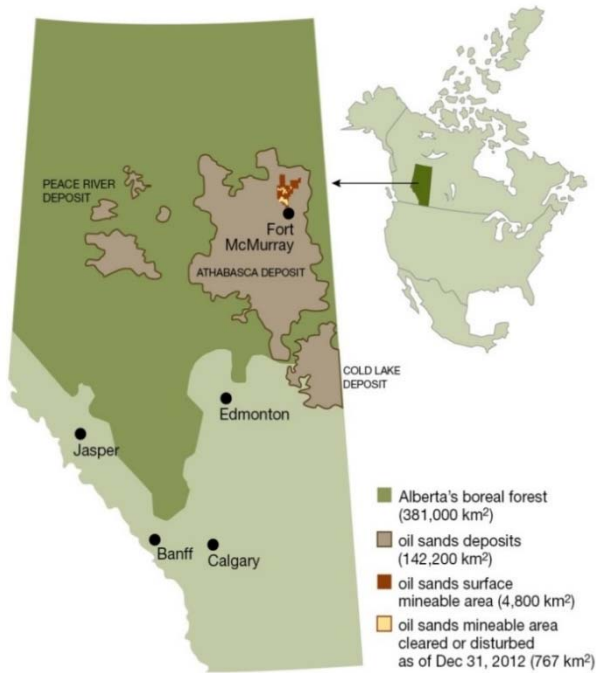 PEACE RIVER
DEPOSIT
Fort
McMurray
ATHABASCA DEPOSIT
COLD LAKE
DEPOSIT
Edmonton
Jasper
Banff
Calgary
Alberta's boreal forest
(381,000 km²)
oil sands deposits
(142,200 km²)
oil sands surface
mineable area (4,800 km²)
oil sands mineable area
cleared or disturbed
as of Dec 31, 2012 (767 km²)